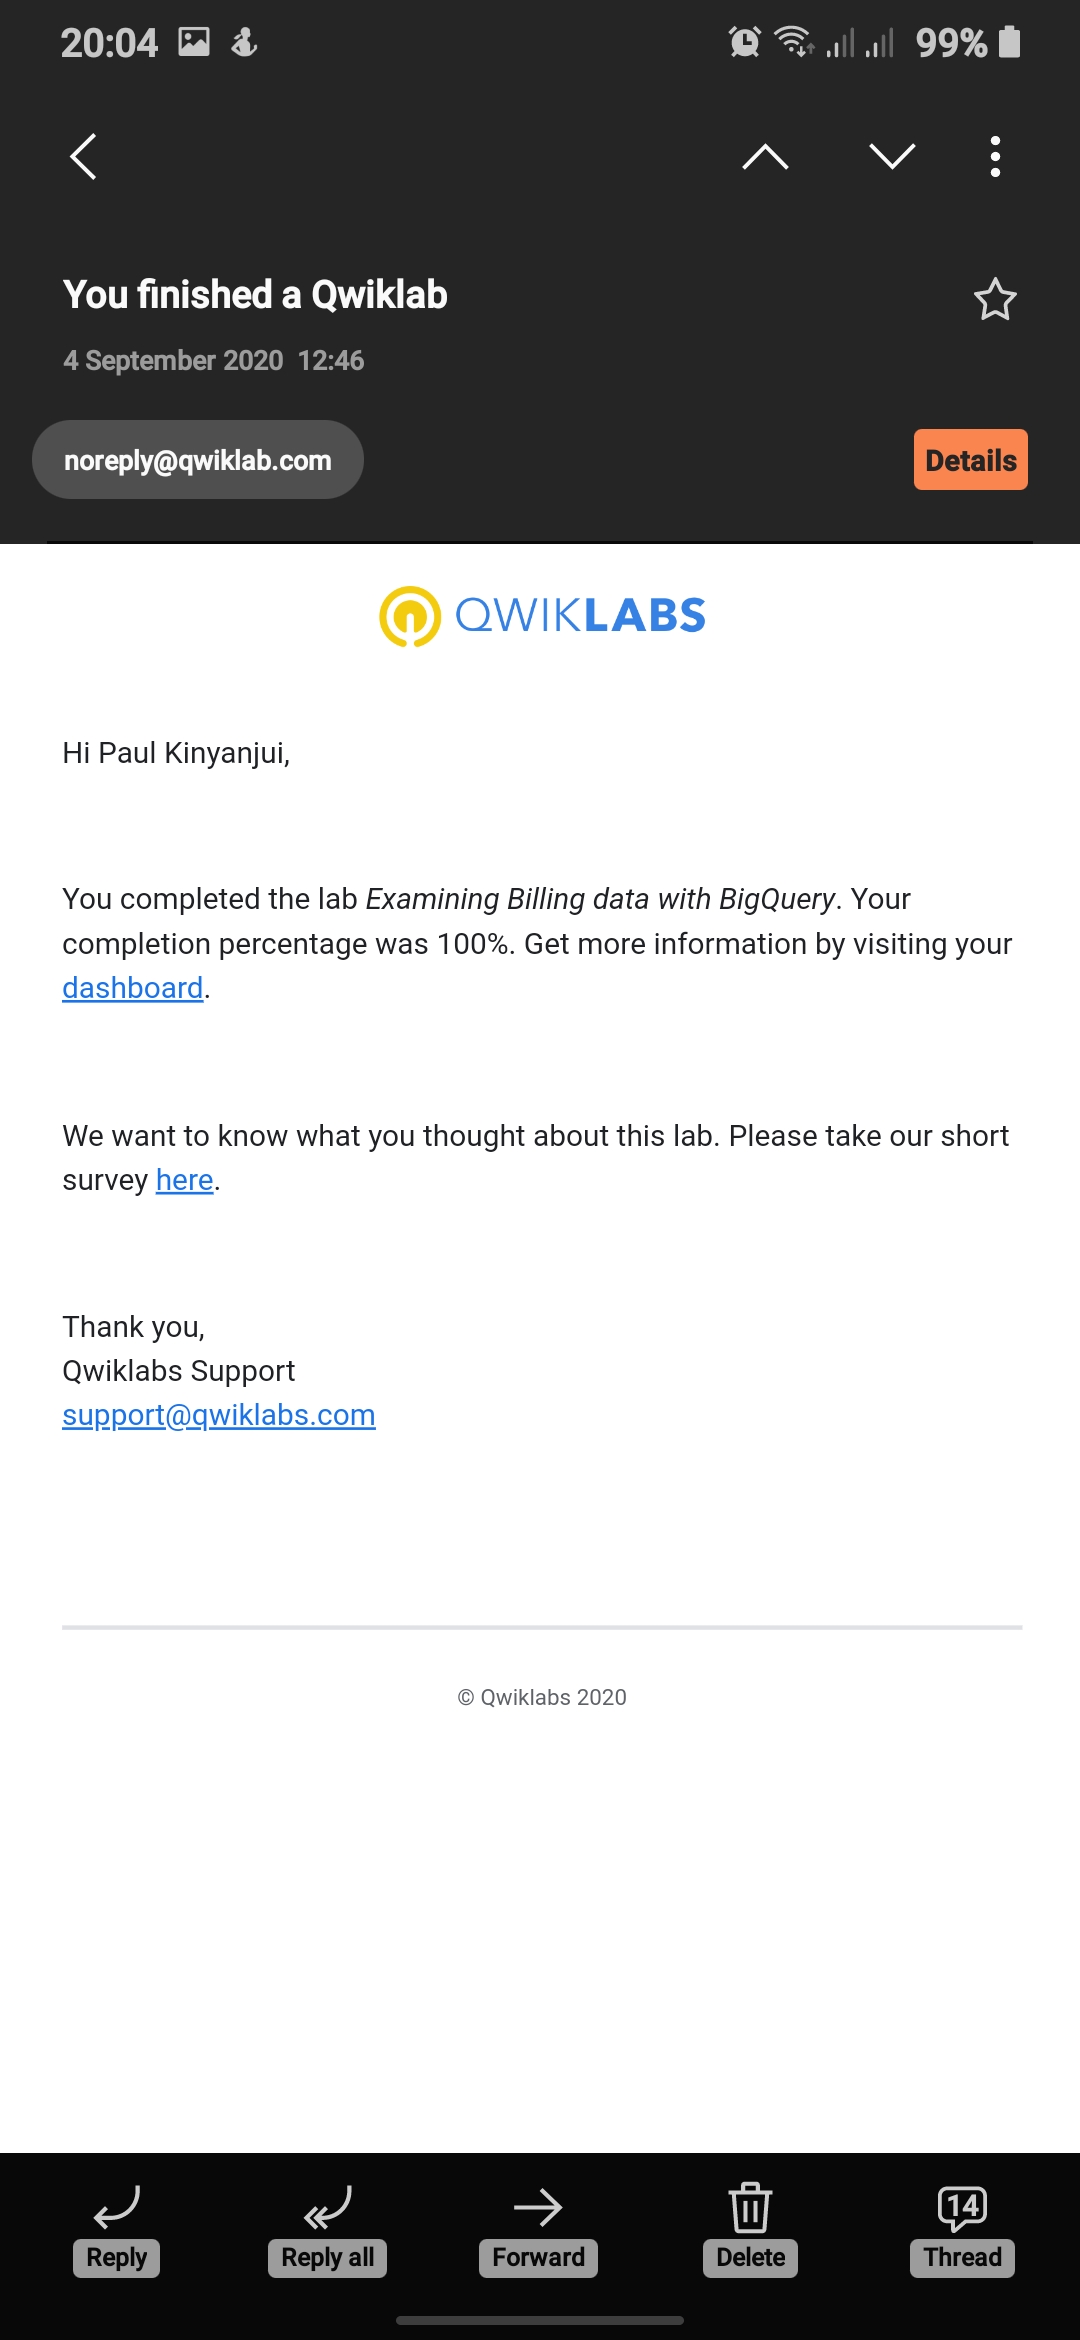 20:04 99%
You finished a Qwiklab
4 September 2020 12:46
noreply@qwiklab.com
Details
QWIKLABS
Hi Paul Kinyanjui,
You completed the lab Examining Billing data with BigQuery. Your
completion percentage was 100%. Get more information by visiting your
dashboard.
We want to know what you thought about this lab. Please take our short
survey here.
Thank you,
Qwiklabs Support
support@qwiklabs.com
© Qwiklabs 2020
14
Reply Reply all Forward Delete Thread